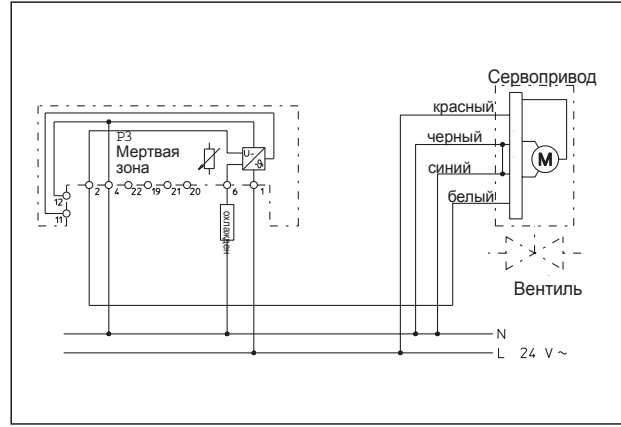 Сервопривод
красный
черный
синий
белый
M
Вентиль
P3
Мертвая
зона
U-
-ϑ
2 4 22 19 21 20 6 1
12
11
охлажден
N
L 24 V ~